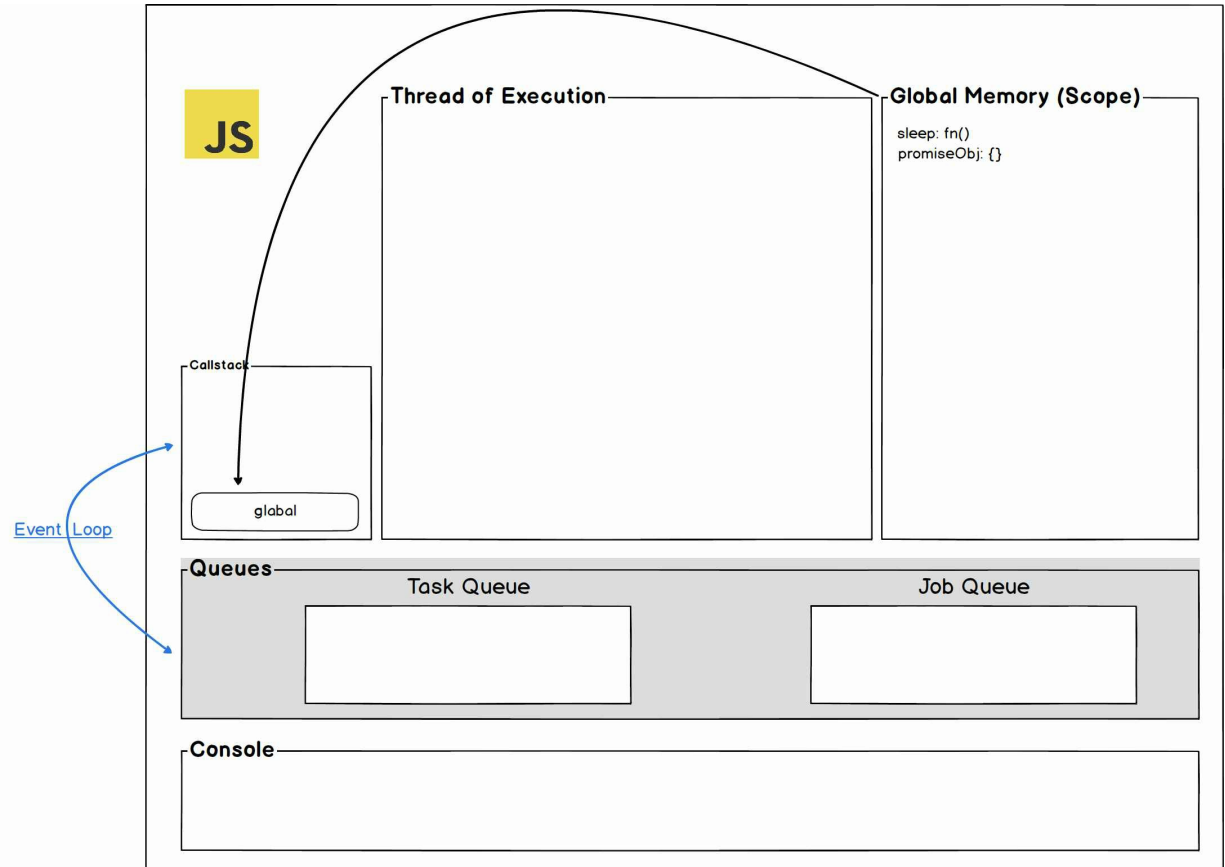 JS
Thread of Execution
Global Memory (Scope)
sleep: fn()
promiseObj: {}
Callstack
glabal
Event Loop
Queues
Task Queue
Job Queue
Console